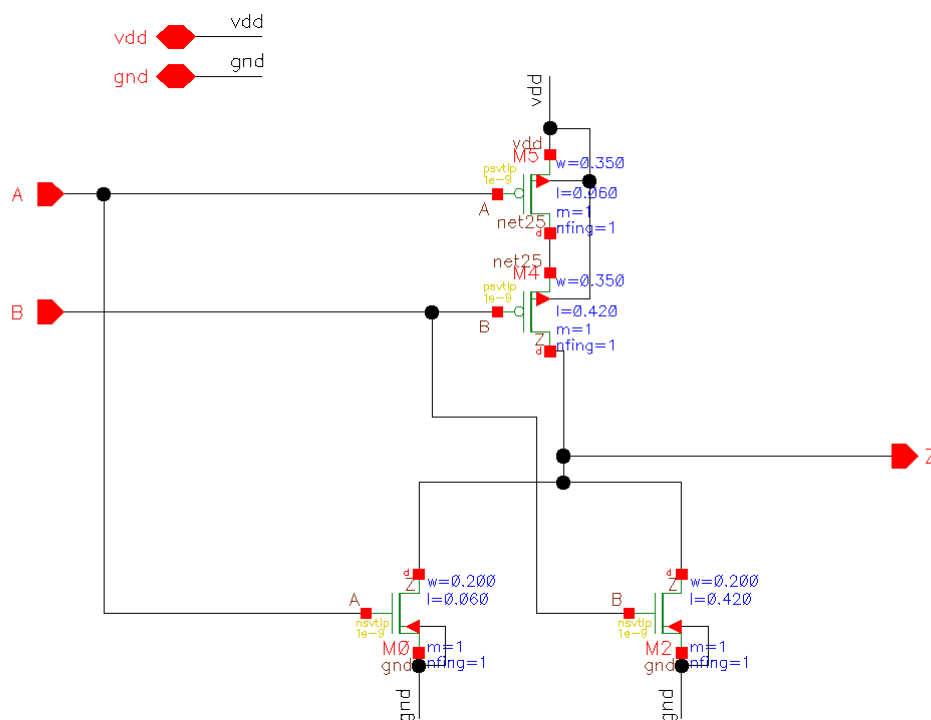 vdd
vdd
gnd
gnd
vdd
vdd
M5
w=0.350
psvtlp
1e-9
l=0.060
A
A
m=1
net25
nfing=1
d
net25
M4
w=0.350
psvtlp
1e-9
l=0.420
B
B
m=1
Z
nfing=1
d
Z
d
Z
w=0.200
l=0.060
A
nsvtlp
1e-9
M0
m=1
gnd
nfing=1
gnd
d
Z
w=0.200
l=0.420
B
nsvtlp
1e-9
M2
m=1
gnd
nfing=1
gnd